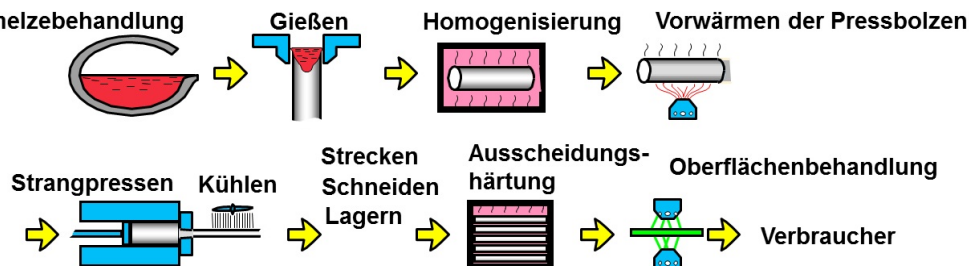 melzebehandlung
Gießen
Homogenisierung
Vorwärmen der Pressbolzen
Strangpressen
Kühlen
Strecken
Schneiden
Lagern
Ausscheidungs-
härtung
Oberflächenbehandlung
Verbraucher